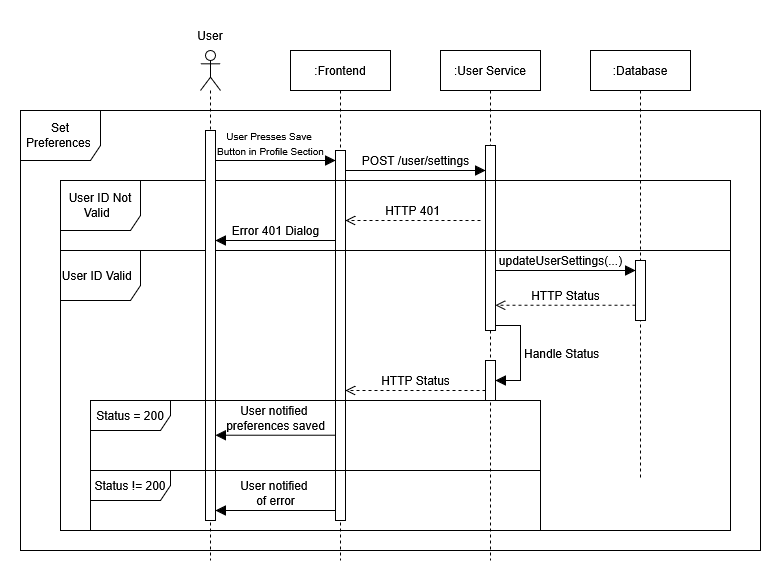 User
:Frontend
:User Service
:Database
Set
Preferences
User Presses Save
Button in Profile Section
POST /user/settings
User ID Not
Valid
HTTP 401
Error 401 Dialog
User ID Valid
updateUserSettings(...)
HTTP Status
Handle Status
HTTP Status
Status = 200
User notified
preferences saved
Status != 200
User notified
of error